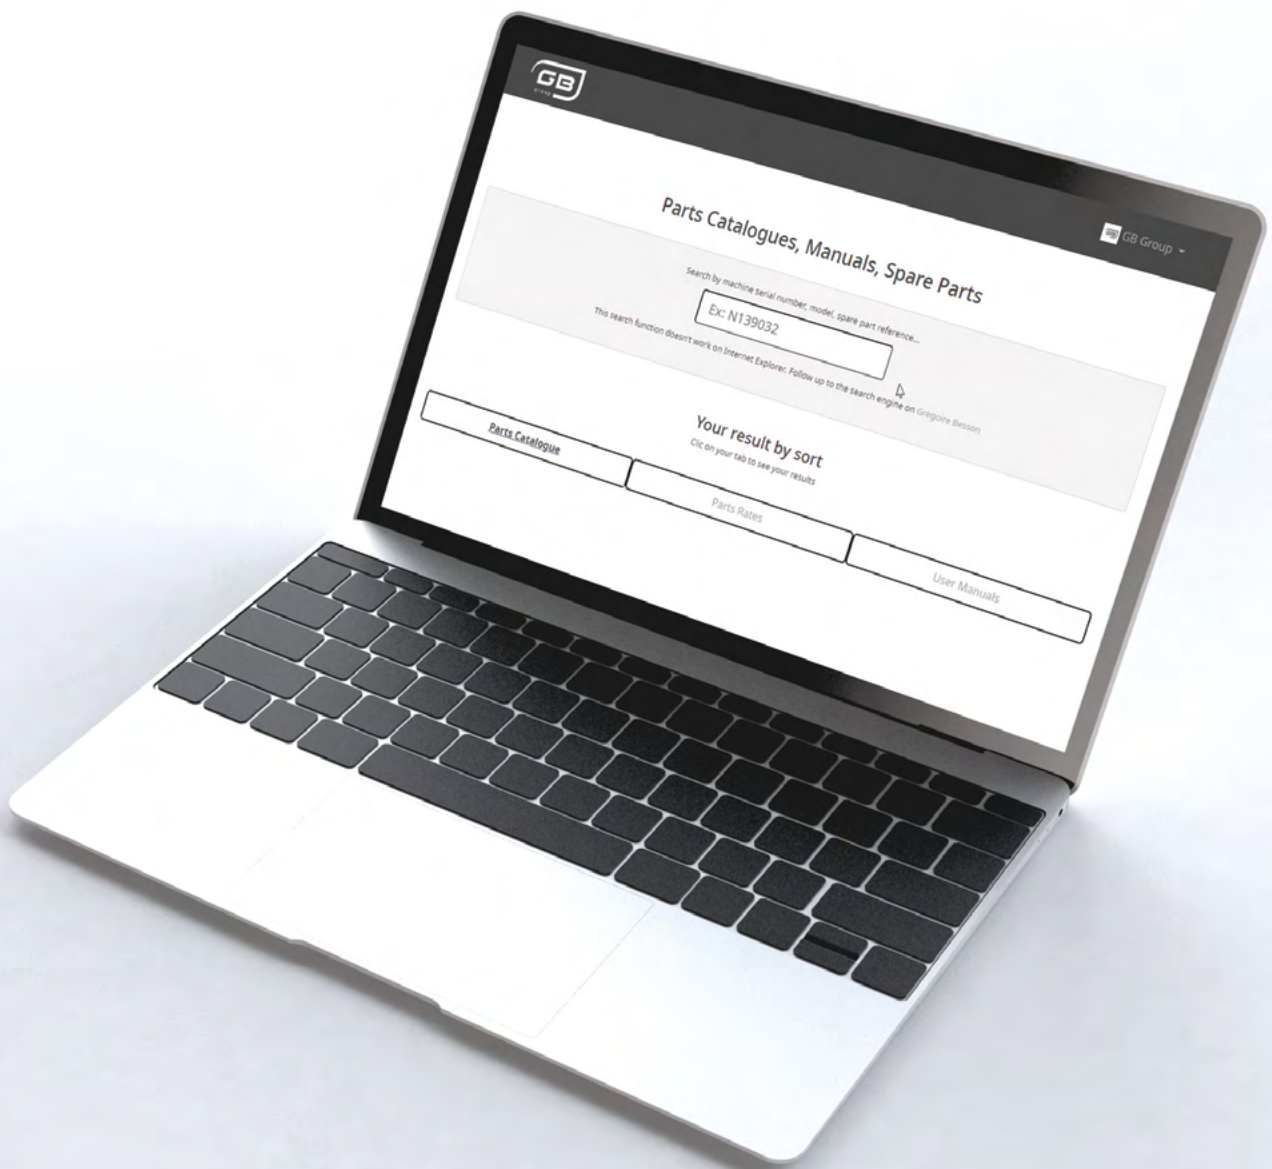 GB
group
GB Group
Parts Catalogues, Manuals, Spare Parts
Search by machine serial number, model, spare part reference...
Ex: N139032
This search function doesn't work on Internet Explorer. Follow up to the search engine on Gregoire Besson
Your result by sort
Clic on your tab to see your results
Parts Catalogue
Parts Rates
User Manuals